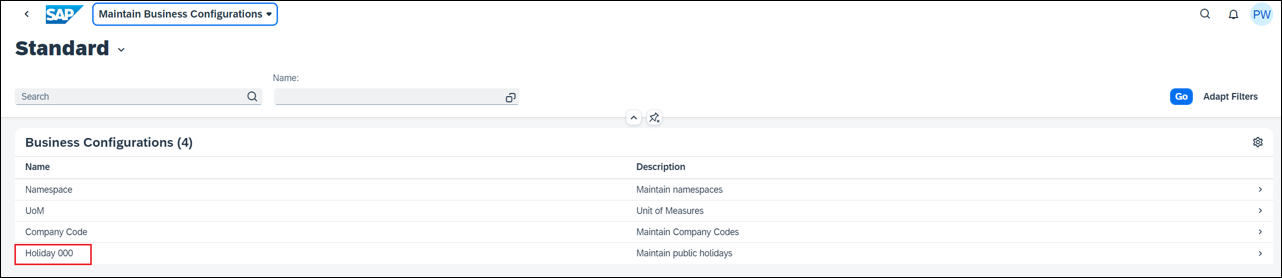 SAP Maintain Business Configurations PW
Standard
Name:
Search
Go Adapt Filters
Business Configurations (4)
Name Description
Namespace Maintain namespaces
UoM Unit of Measures
Company Code Maintain Company Codes
Holiday 000 Maintain public holidays